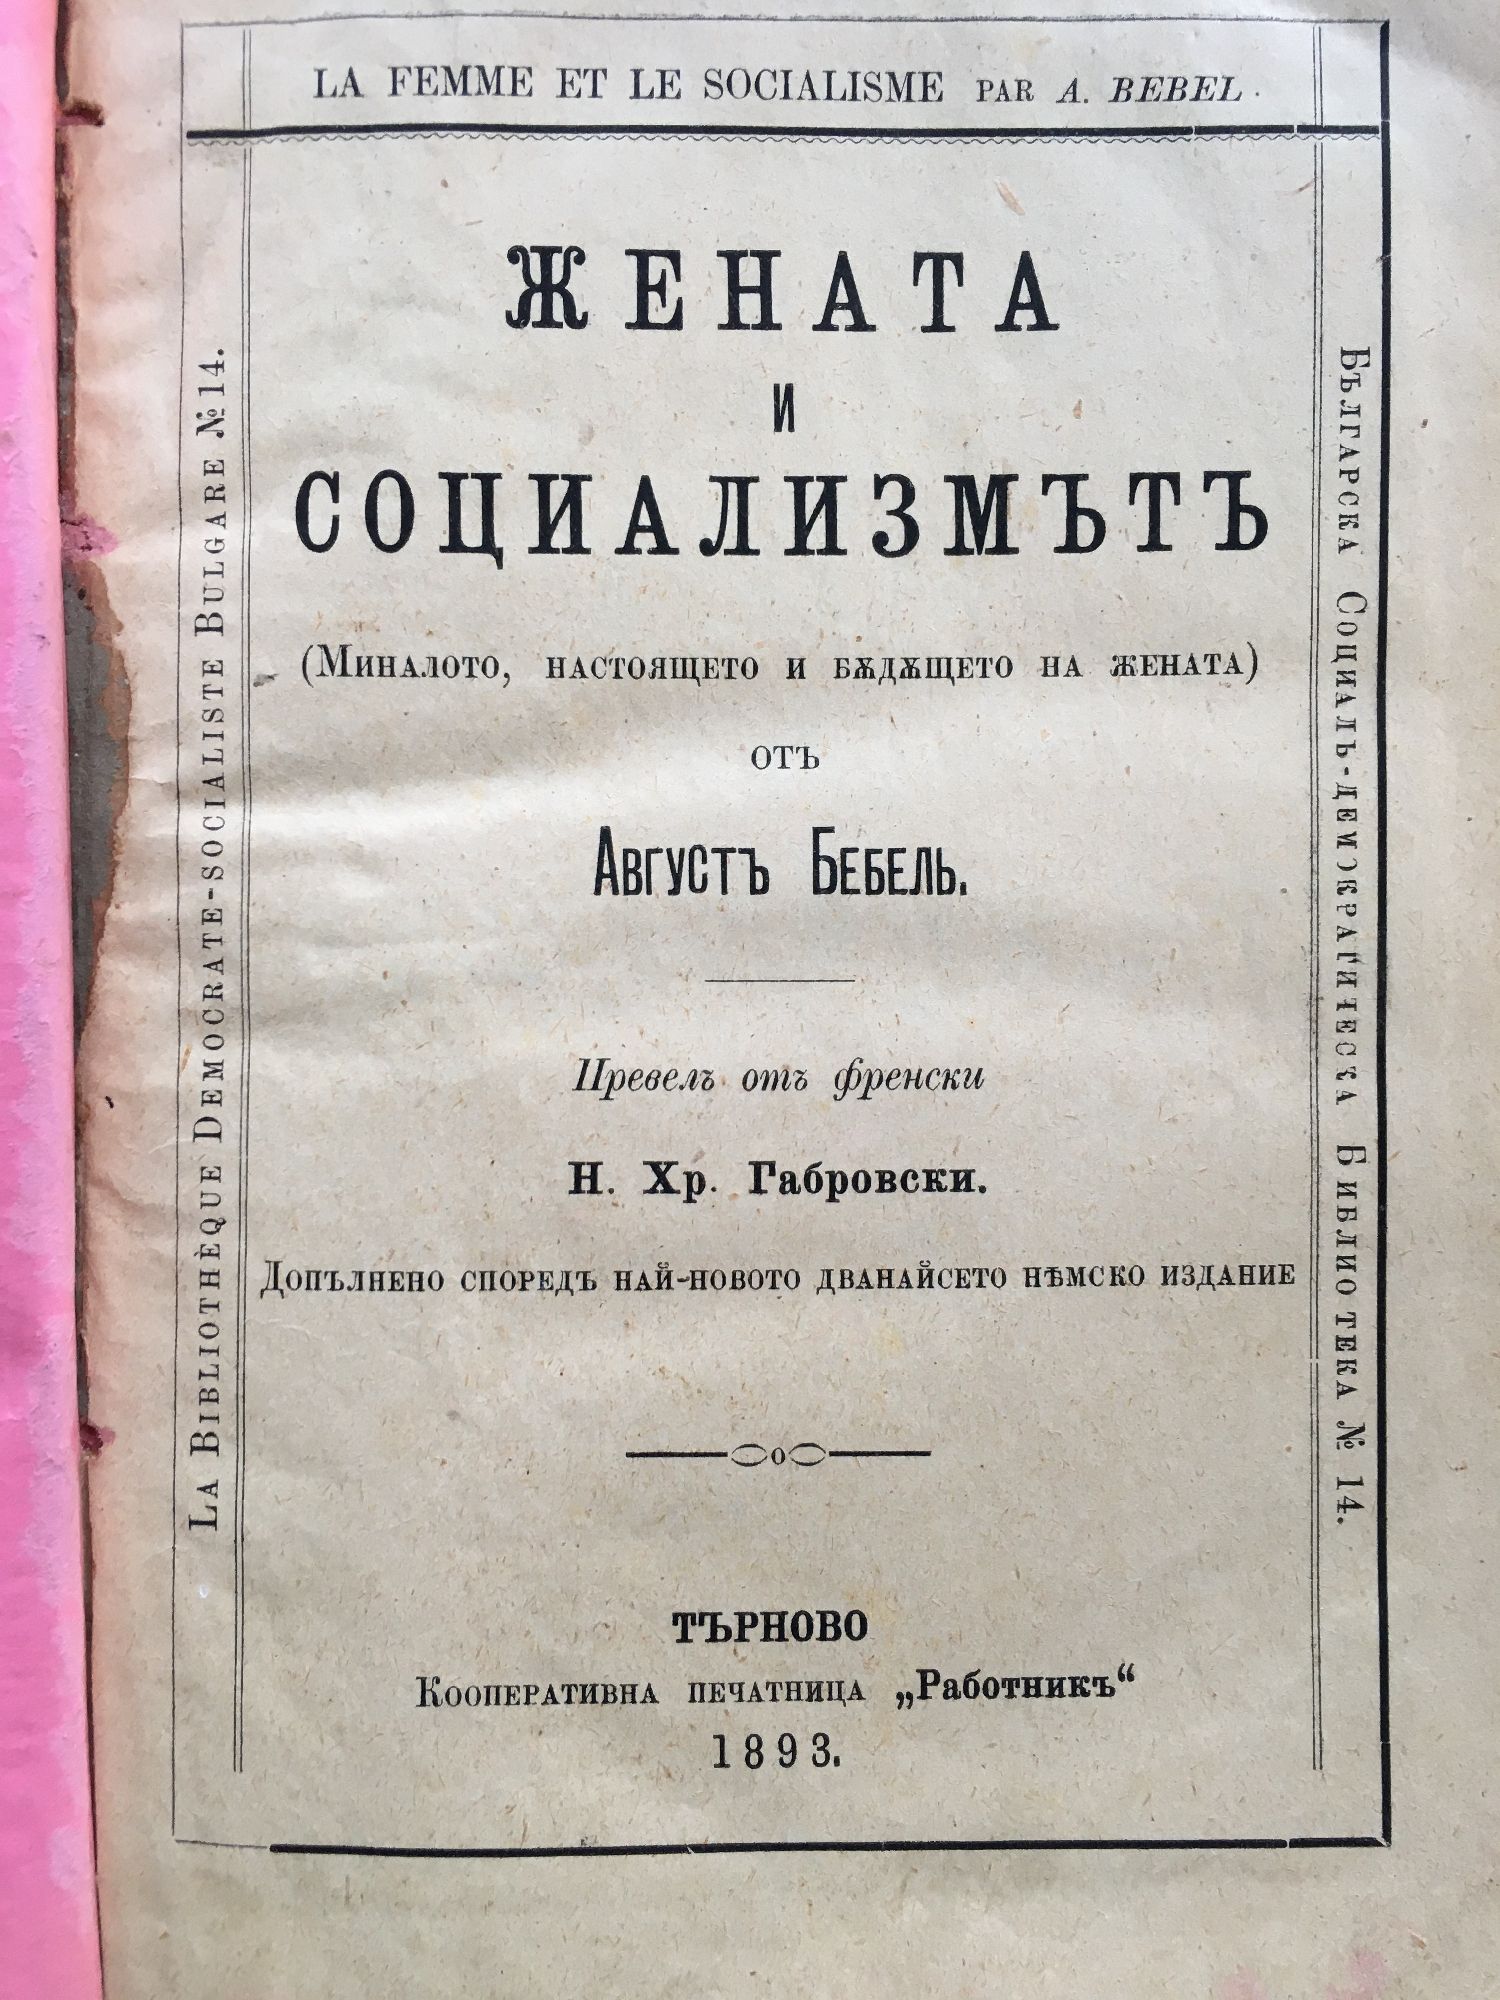 LA FEMME ET LE SOCIALISME PAR A. BEBEL.
LA BIBLIOTHÈQUE DEMOCRATE-SOCIALISTE BULGARE № 14.
ЖЕНАТА
И
СОЦИАЛИЗМЪТЪ
(Миналото, настоящето и бѫдѫщето на жената)
отъ
Августъ Бебель.
Превелъ отъ френски
Н. Хр. Габровски.
Допълнено споредъ най-новото дванайсето нѣмско издание
ТЪРНОВО
Кооперативна печатница „Работникъ“
1893.
Българска Социаль-демократическа Библиотека № 14.